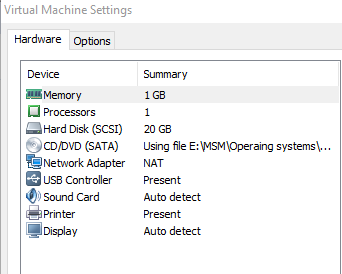 Virtual Machine Settings
Hardware Options
Device Summary
Memory 1 GB
Processors 1
Hard Disk (SCSI) 20 GB
CD/DVD (SATA) Using file E:\MSM\Operaing systems\...
Network Adapter NAT
USB Controller Present
Sound Card Auto detect
Printer Present
Display Auto detect